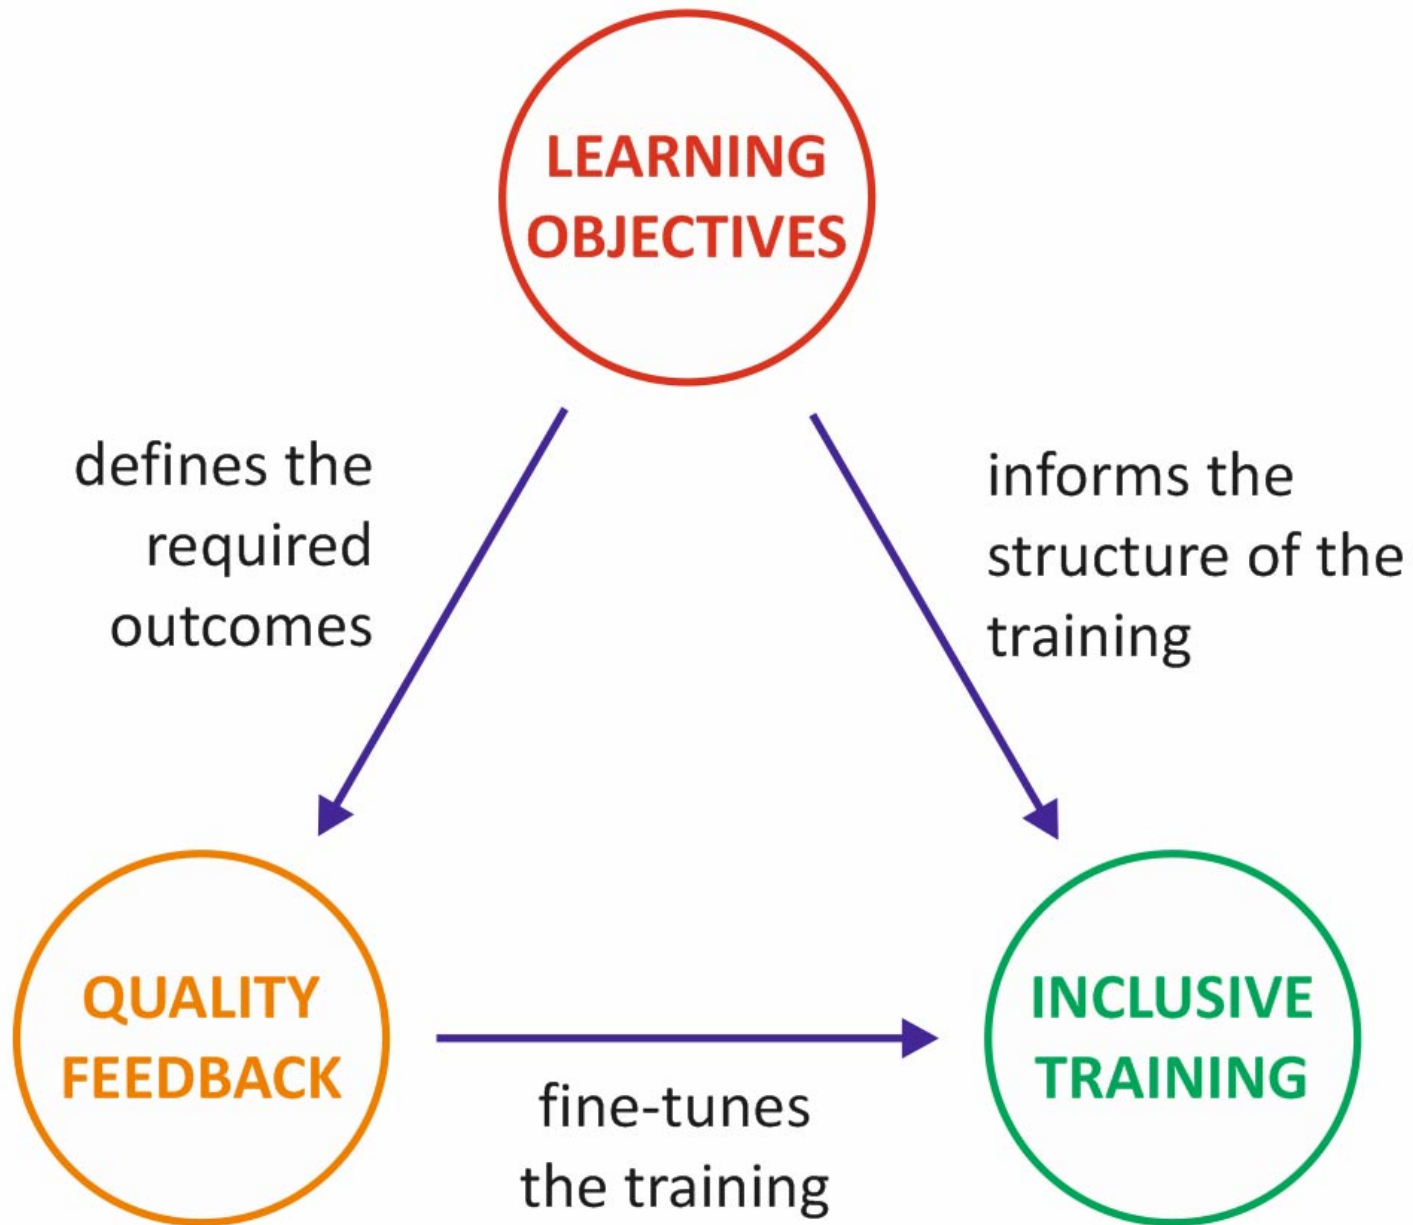 LEARNING
OBJECTIVES
defines the
required
outcomes
informs the
structure of the
training
QUALITY
FEEDBACK
fine-tunes
the training
INCLUSIVE
TRAINING